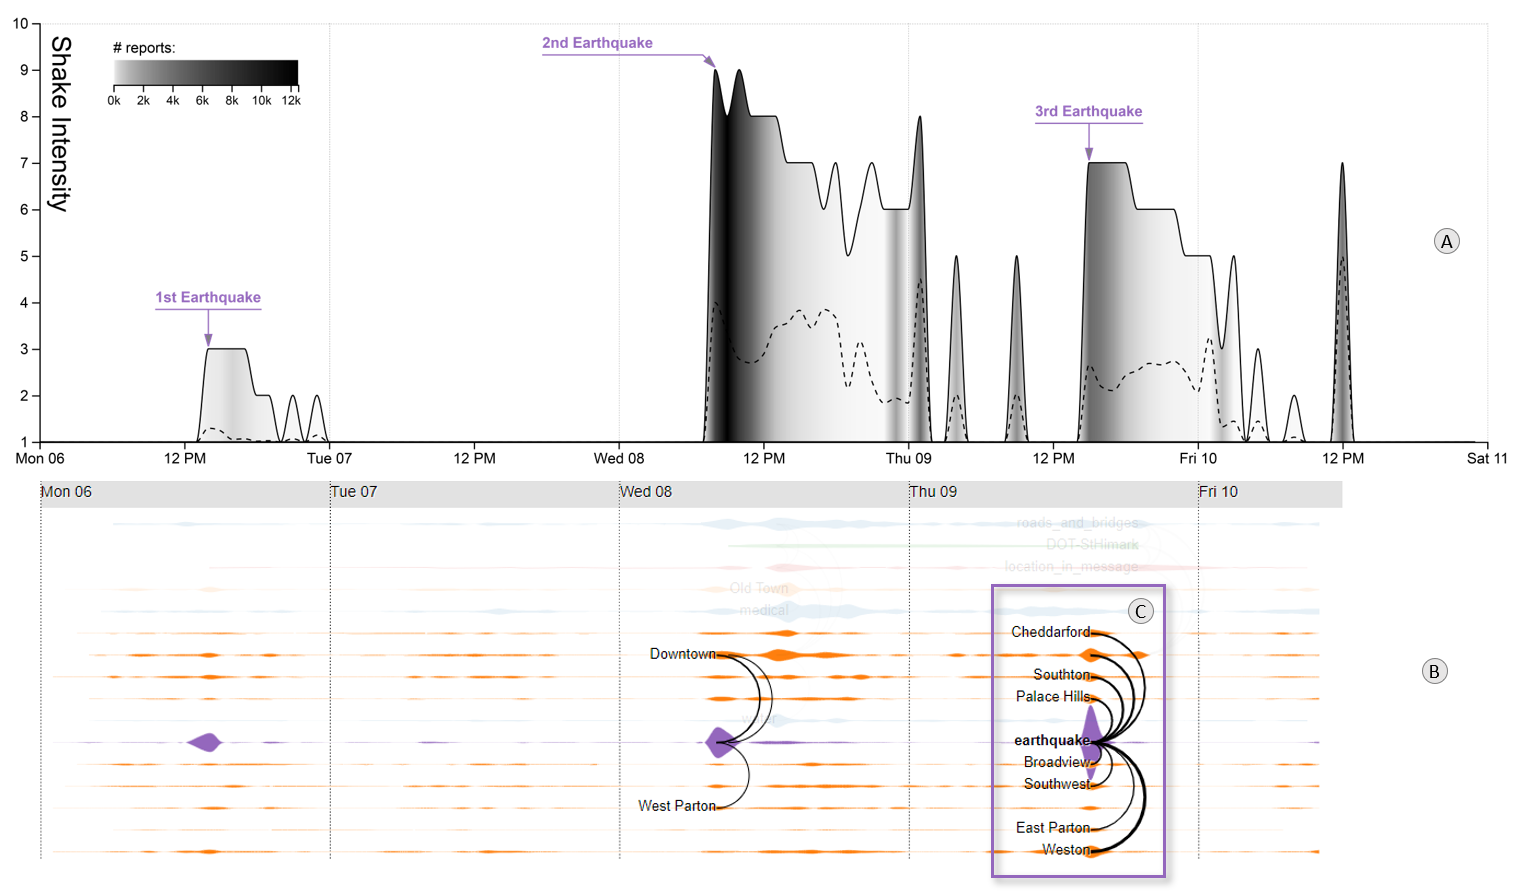 10
9
8
7
6
5
4
3
2
1
Shake Intensity
# reports:
0k 2k 4k 6k 8k 10k 12k
1st Earthquake
2nd Earthquake
3rd Earthquake
A
Mon 06 12 PM Tue 07 12 PM Wed 08 12 PM Thu 09 12 PM Fri 10 12 PM Sat 11
Mon 06 Tue 07 Wed 08 Thu 09 Fri 10
roads_and_bridges
DOT-StHimark
location_in_message
Old Town
medical
C
Cheddarford
Downtown
B
Southton
Palace Hills
water
earthquake
Broadview
Southwest
West Parton
East Parton
Weston